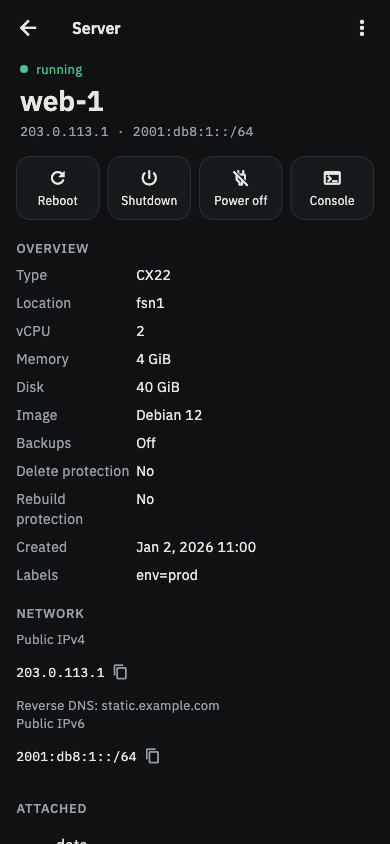 Server
running
web-1
203.0.113.1 · 2001:db8:1::/64
Reboot
Shutdown
Power off
Console
OVERVIEW
Type CX22
Location fsn1
vCPU 2
Memory 4 GiB
Disk 40 GiB
Image Debian 12
Backups Off
Delete protection No
Rebuild protection No
Created Jan 2, 2026 11:00
Labels env=prod
NETWORK
Public IPv4
203.0.113.1
Reverse DNS: static.example.com
Public IPv6
2001:db8:1::/64
ATTACHED